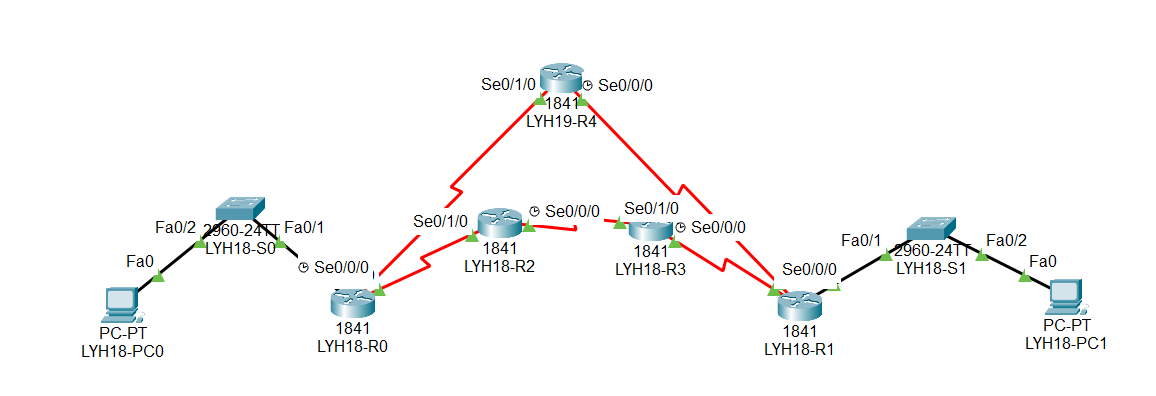 Se0/1/0
Se0/0/0
1841
LYH19-R4
Fa0/2
2960-24TT
Fa0/1
LYH18-S0
Fa0
Se0/0/0
PC-PT
LYH18-PC0
1841
LYH18-R0
Se0/1/0
Se0/0/0
1841
LYH18-R2
Se0/1/0
Se0/0/0
1841
LYH18-R3
Se0/0/0
1841
LYH18-R1
Fa0/1
2960-24TT
Fa0/2
LYH18-S1
Fa0
PC-PT
LYH18-PC1